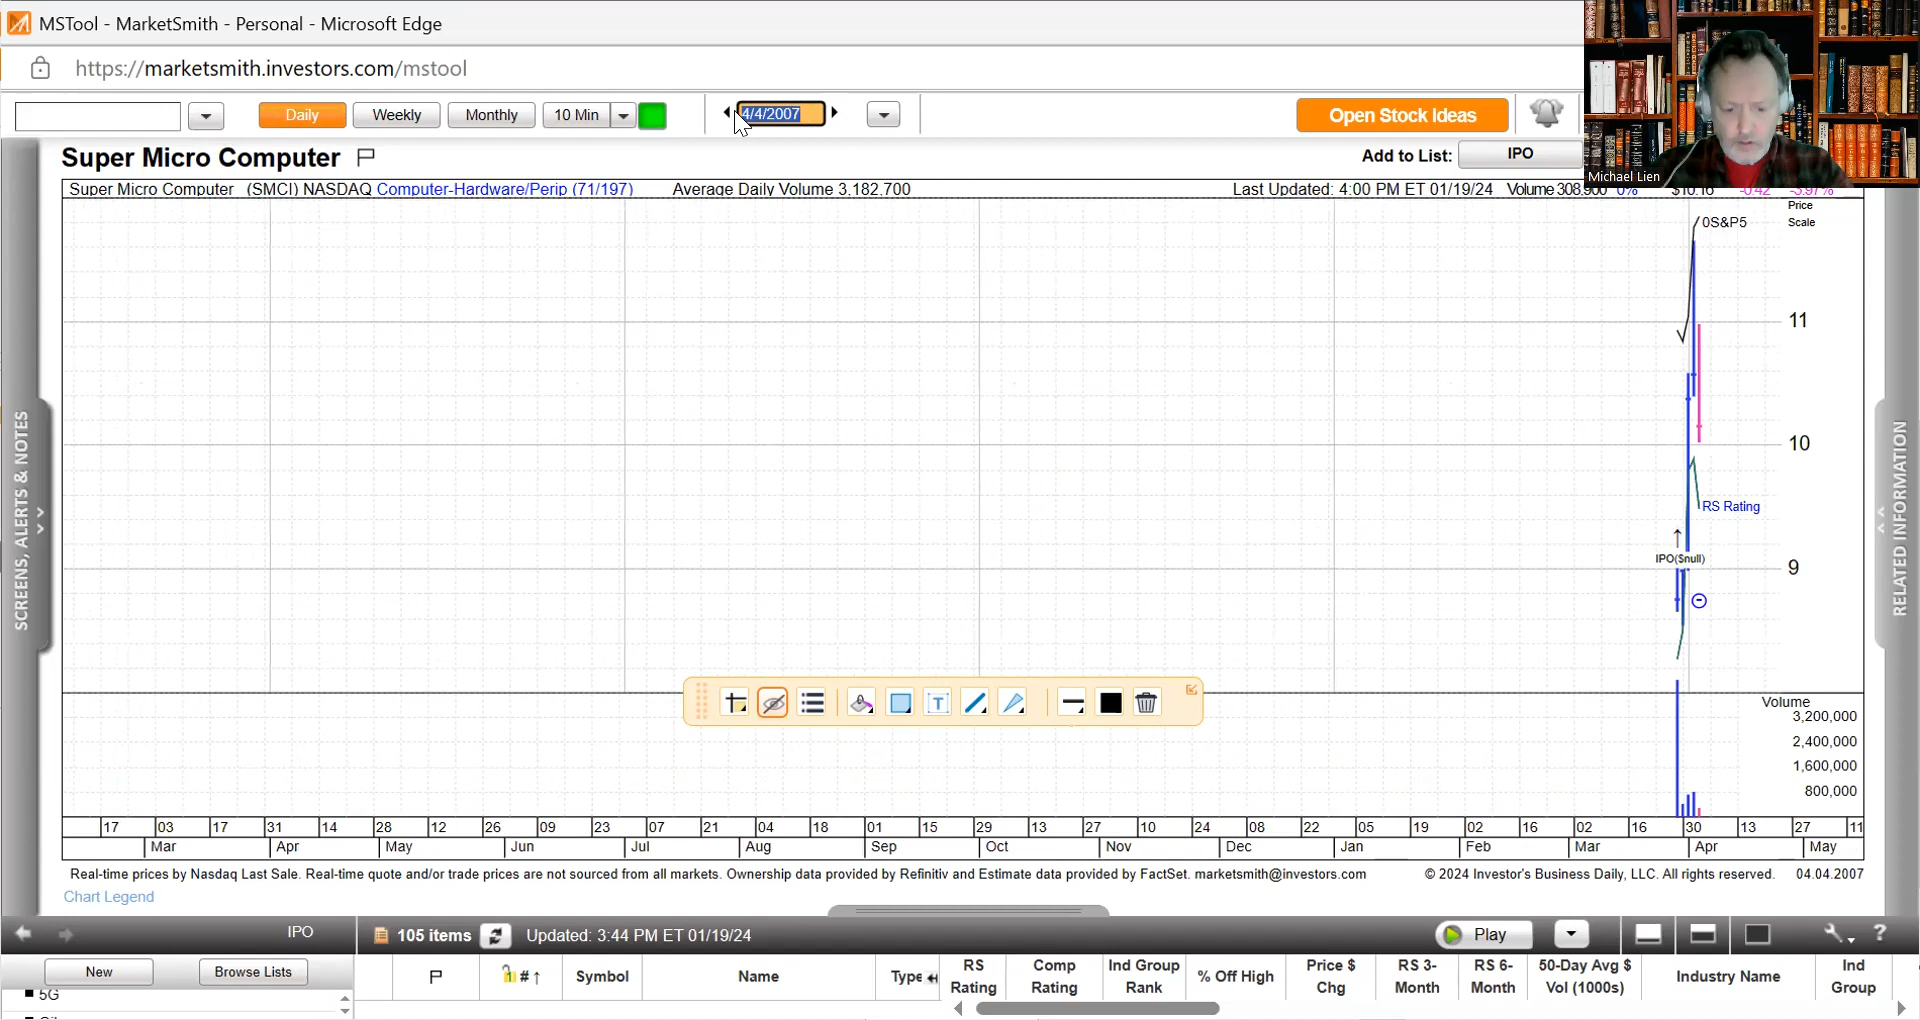 MSTool - MarketSmith - Personal - Microsoft Edge
https://marketsmith.investors.com/mstool
Daily
Weekly
Monthly
10 Min
4/4/2007
Open Stock Ideas
Super Micro Computer
Add to List:
IPO
Michael Lien
Super Micro Computer (SMCI) NASDAQ Computer-Hardware/Perip (71/197) Average Daily Volume 3,182,700 Last Updated: 4:00 PM ET 01/19/24 Volume 308,900 0% $10.16 -0.42 -3.97%
Price
Scale
0S&P5
11
10
RS Rating
IPO($null)
9
Volume
3,200,000
2,400,000
1,600,000
800,000
17 03 17 31 14 28 12 26 09 23 07 21 04 18 01 15 29 13 27 10 24 08 22 05 19 02 16 02 16 30 13 27 11
Mar Apr May Jun Jul Aug Sep Oct Nov Dec Jan Feb Mar Apr May
Real-time prices by Nasdaq Last Sale. Real-time quote and/or trade prices are not sourced from all markets. Ownership data provided by Refinitiv and Estimate data provided by FactSet. marketsmith@investors.com © 2024 Investor's Business Daily, LLC. All rights reserved. 04.04.2007
Chart Legend
SCREENS, ALERTS & NOTES
RELATED INFORMATION
IPO
105 items
Updated: 3:44 PM ET 01/19/24
Play
?
New
Browse Lists
5G
#
Symbol
Name
Type
RS
Rating
Comp
Rating
Ind Group
Rank
% Off High
Price $
Chg
RS 3-
Month
RS 6-
Month
50-Day Avg $
Vol (1000s)
Industry Name
Ind
Group